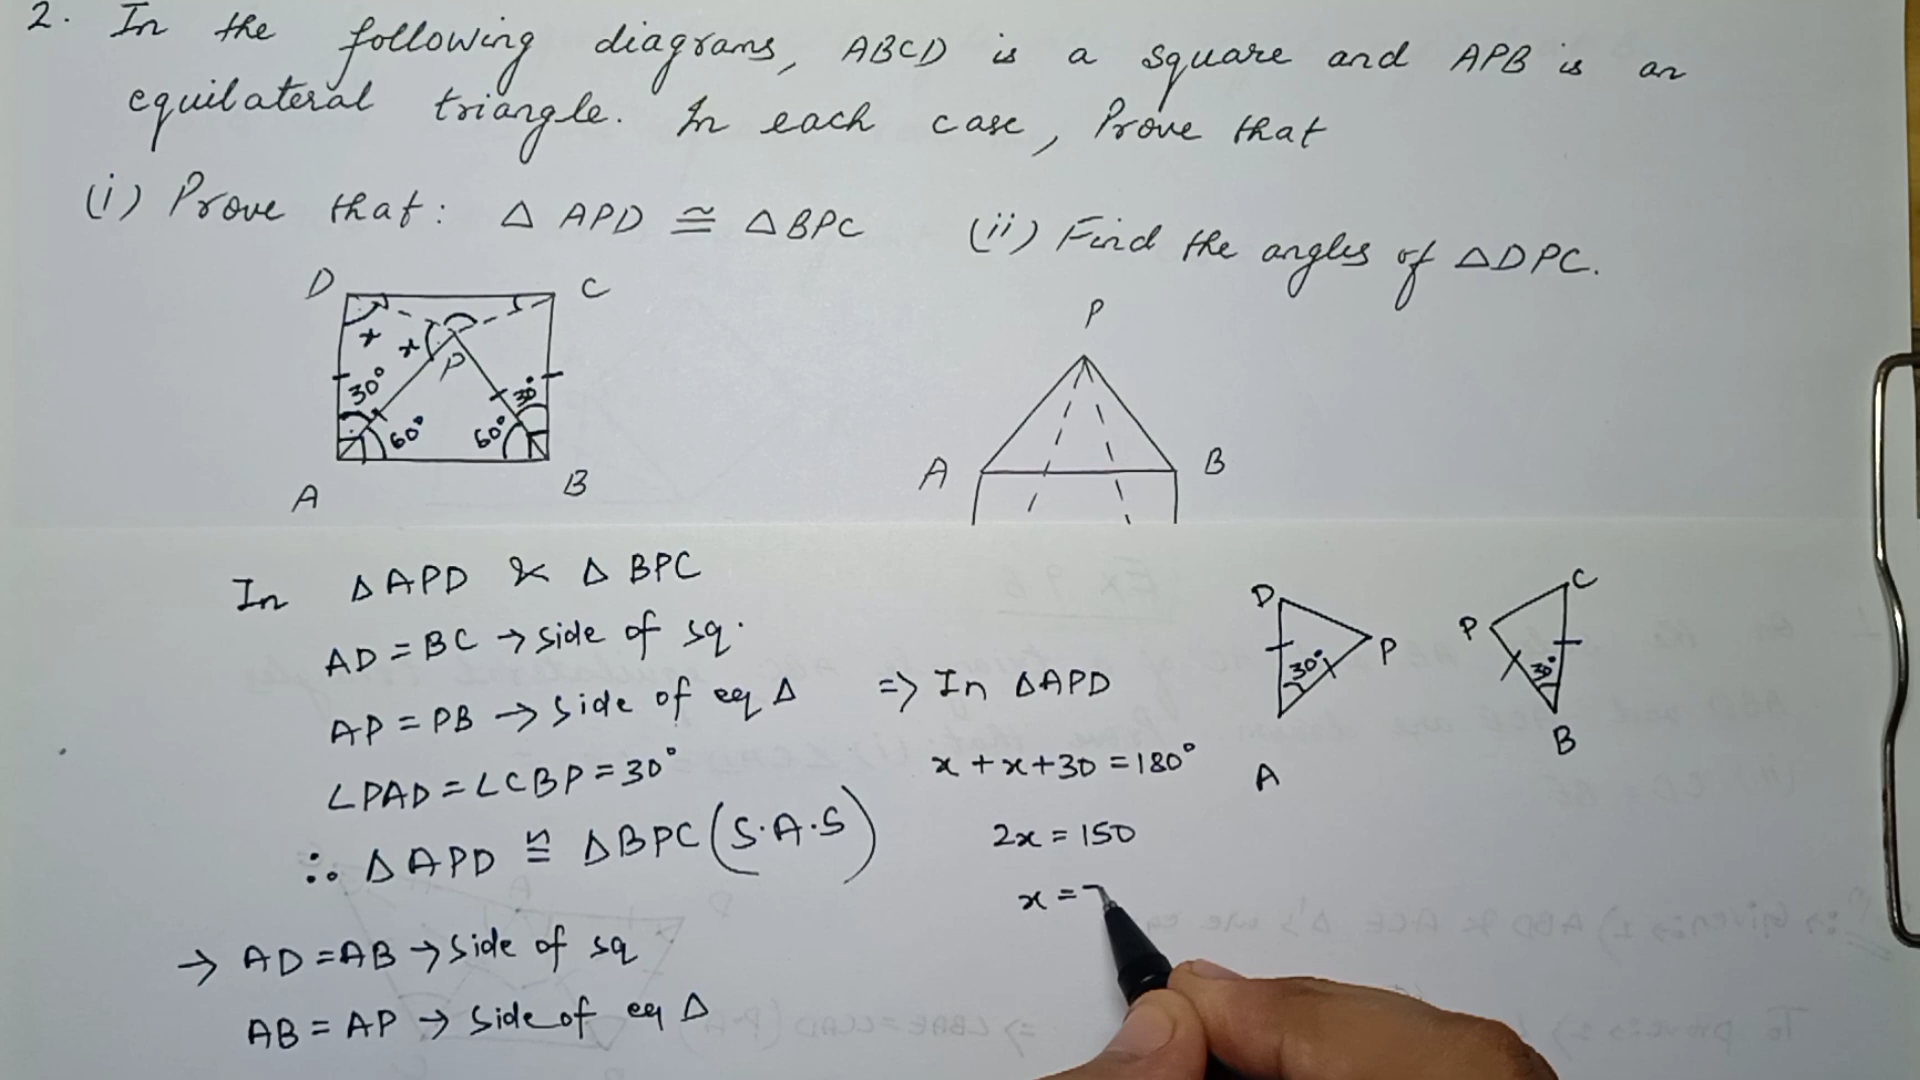 2. In the following diagrams, ABCD is a square and APB is an
equilateral triangle. In each case, Prove that
(i) Prove that: △ APD ≅ △ BPC (ii) Find the angles of △DPC.
D C
x x P
30° 30°
60° 60°
A B
P
A B
In △ APD & △ BPC
AD = BC → side of sq.
AP = PB → side of eq △
∠PAD = ∠CBP = 30°
∴ △ APD ≅ △BPC (S.A.S)
→ AD = AB → side of sq
AB = AP → side of eq △
=> In △APD
x + x + 30 = 180°
2x = 150
x =
D P 30° A
C P 30° B